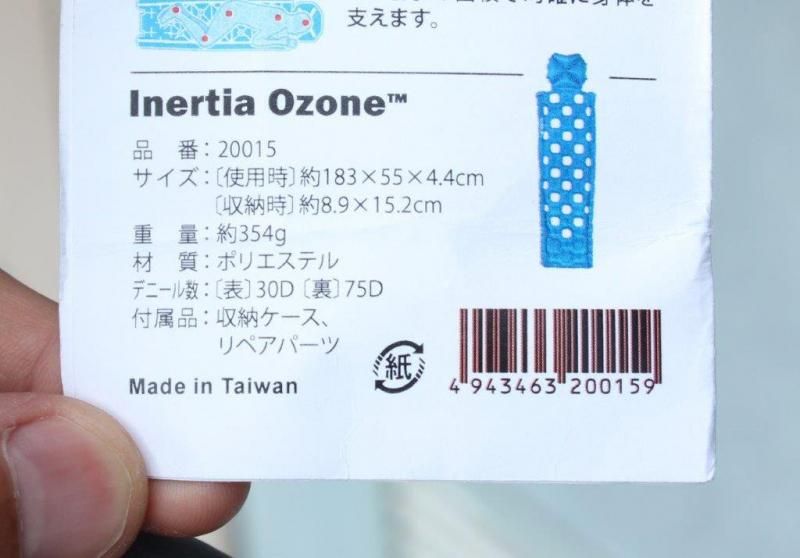 支えます。
Inertia Ozone™
品　番：20015
サイズ：〔使用時〕約183×55×4.4cm
〔収納時〕約8.9×15.2cm
重　量：約354g
材　質：ポリエステル
デニール数：〔表〕30D〔裏〕75D
付属品：収納ケース、
リペアパーツ
Made in Taiwan
紙
4 943463 200159